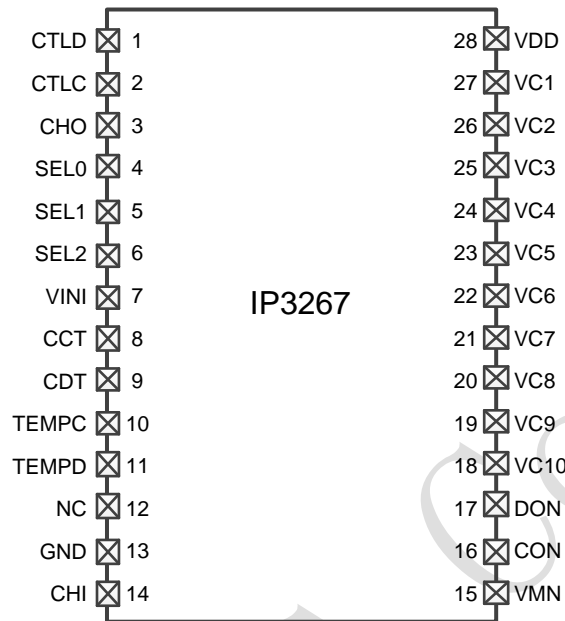 CTLD 1 28 VDD
CTLC 2 27 VC1
CHO 3 26 VC2
SEL0 4 25 VC3
SEL1 5 24 VC4
SEL2 6 23 VC5
VINI 7 IP3267 22 VC6
CCT 8 21 VC7
CDT 9 20 VC8
TEMPC 10 19 VC9
TEMPD 11 18 VC10
NC 12 17 DON
GND 13 16 CON
CHI 14 15 VMN